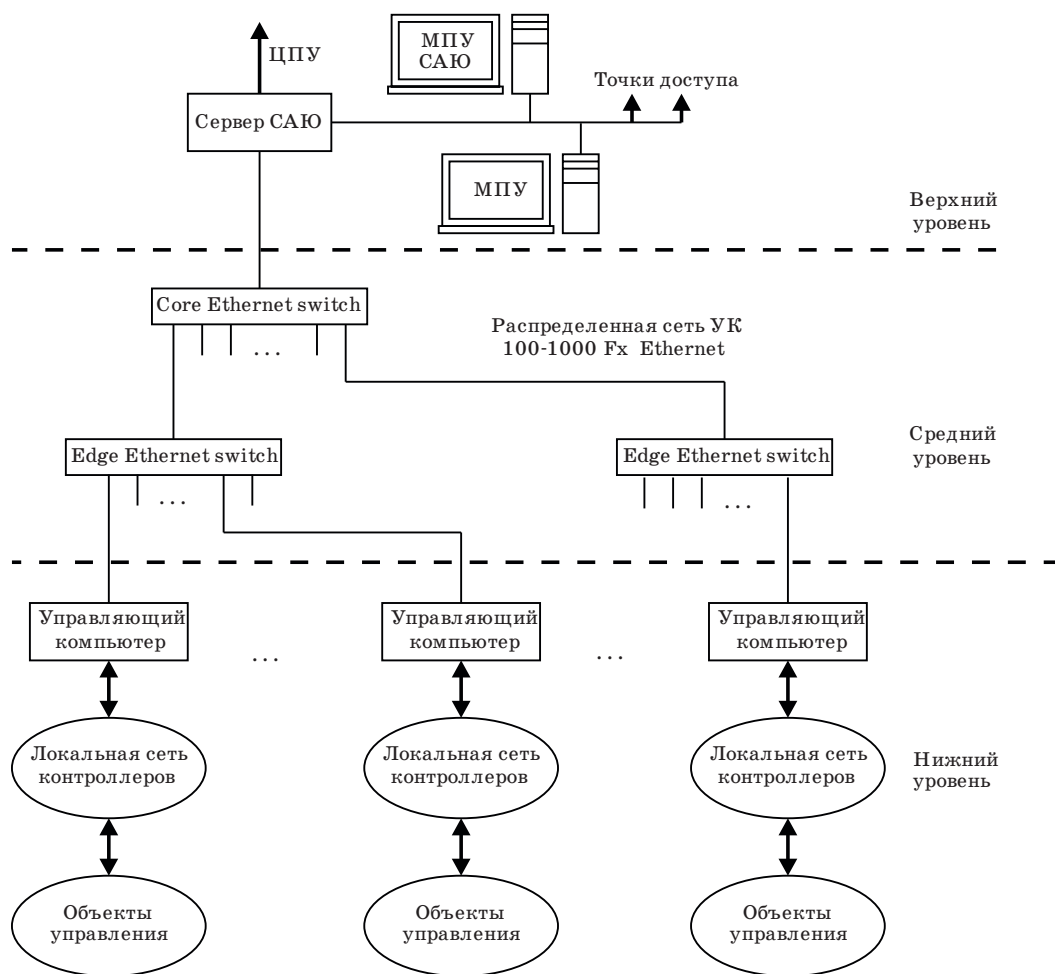 ЦПУ
МПУ
САЮ
Точки доступа
Сервер САЮ
МПУ
Верхний
уровень
Core Ethernet switch
...
Распределенная сеть УК
100-1000 Fx Ethernet
Edge Ethernet switch
...
Edge Ethernet switch
...
Средний
уровень
Управляющий
компьютер
...
Управляющий
компьютер
...
Управляющий
компьютер
Локальная сеть
контроллеров
Локальная сеть
контроллеров
Локальная сеть
контроллеров
Нижний
уровень
Объекты
управления
Объекты
управления
Объекты
управления